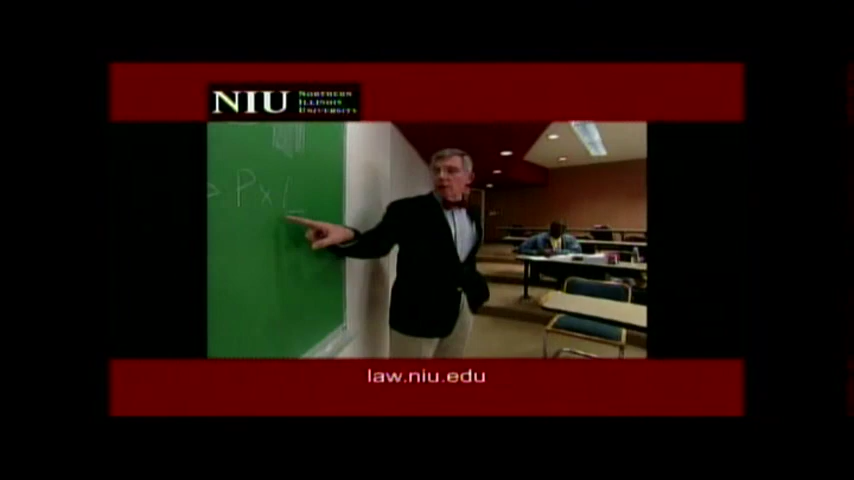 NIU NORTHERN
ILLINOIS
UNIVERSITY
> P x L
law.niu.edu